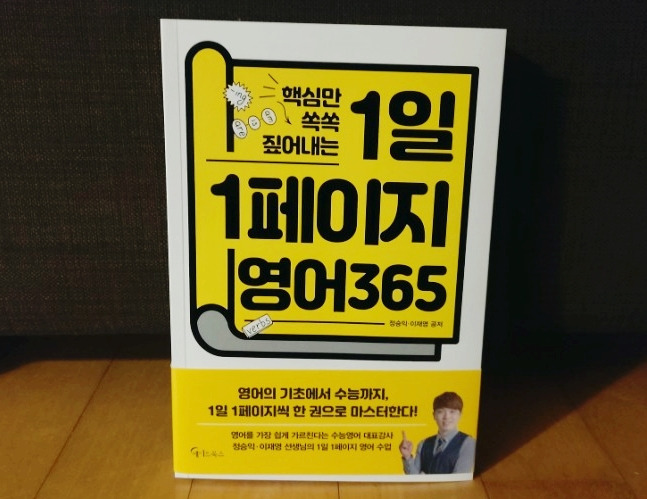 핵심만
쏙쏙
짚어내는
1일
1페이지
영어365
-ing
are
is
am
verbs
정승익·이재영 공저
영어의 기초에서 수능까지,
1일 1페이지씩 한 권으로 마스터한다!
영어를 가장 쉽게 가르친다는 수능영어 대표강사
정승익·이재영 선생님의 1일 1페이지 영어 수업